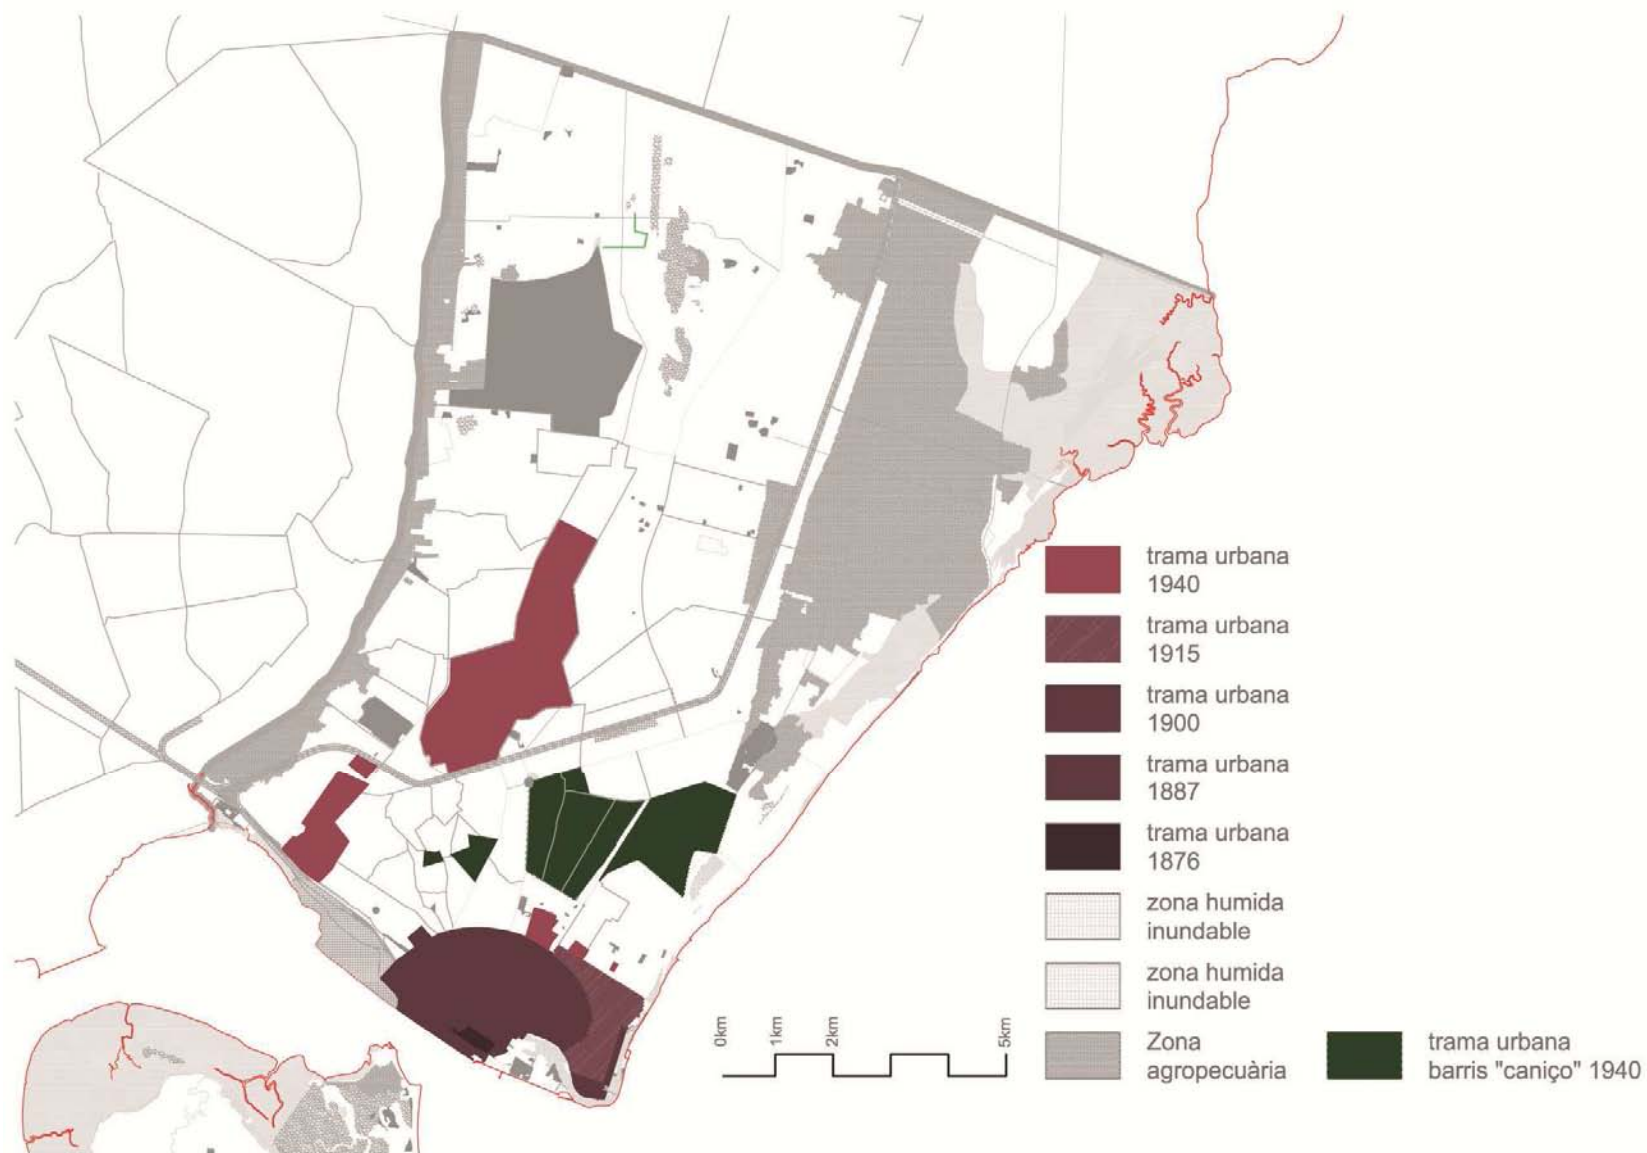 trama urbana
1940
trama urbana
1915
trama urbana
1900
trama urbana
1887
trama urbana
1876
zona humida
inundable
zona humida
inundable
Zona
agropecuària
trama urbana
barris "caniço" 1940
0km
1km
2km
5km